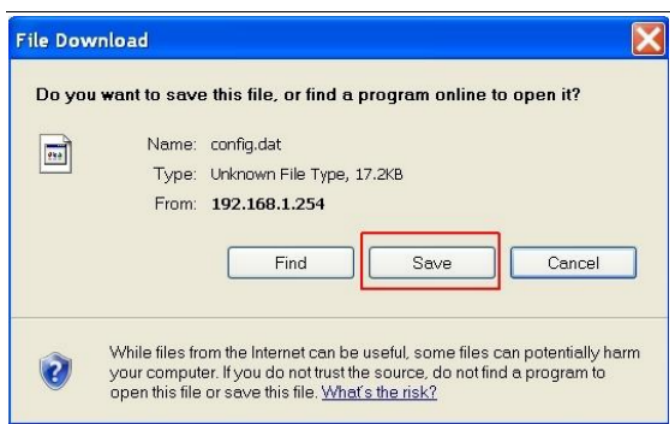 File Download
Do you want to save this file, or find a program online to open it?
Name: config.dat
Type: Unknown File Type, 17.2KB
From: 192.168.1.254
Find Save Cancel
While files from the Internet can be useful, some files can potentially harm
your computer. If you do not trust the source, do not find a program to
open this file or save this file. What's the risk?